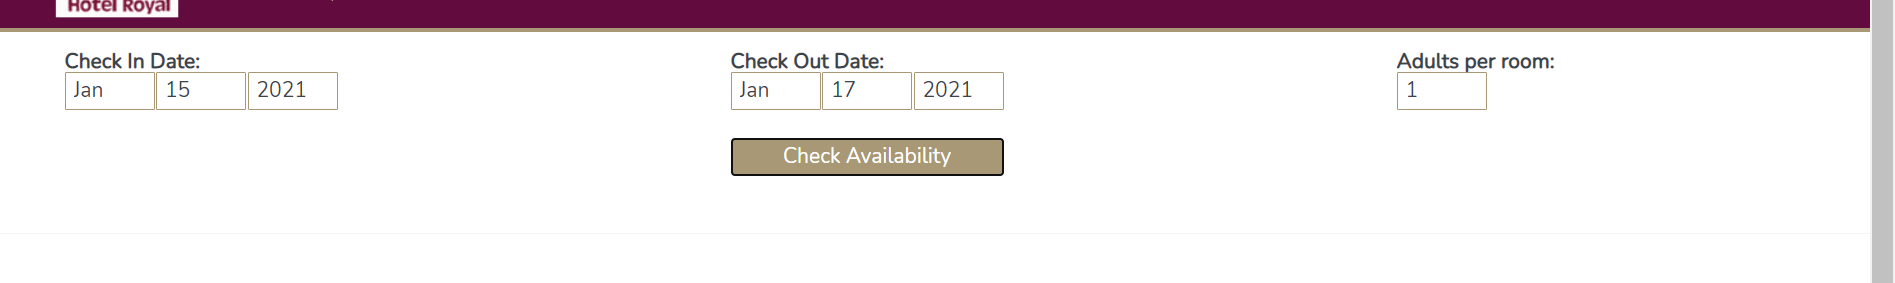 Hotel Royal
Check In Date:
Jan 15 2021
Check Out Date:
Jan 17 2021
Adults per room:
1
Check Availability